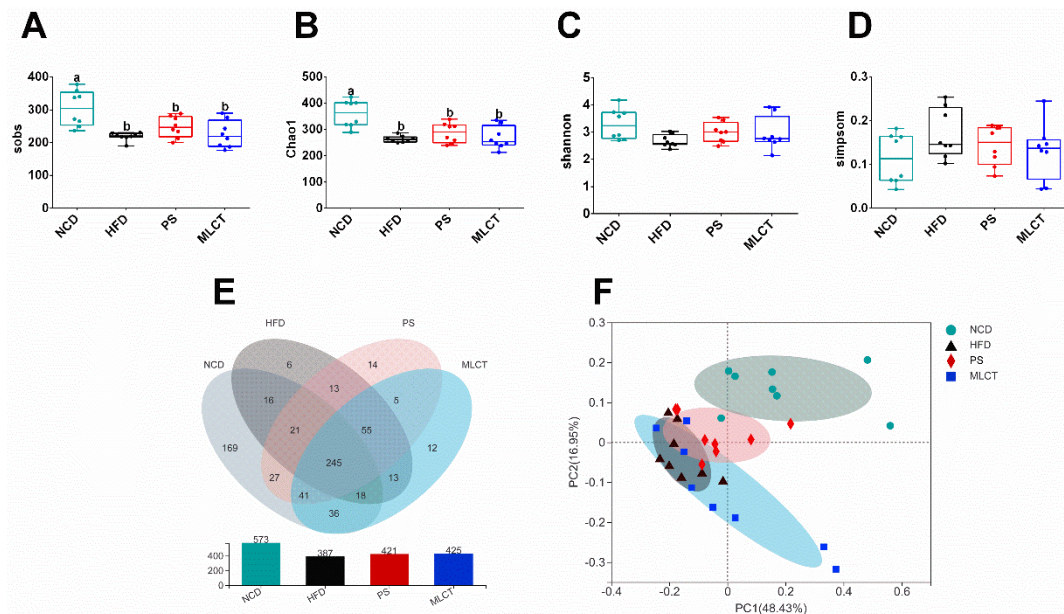 A
B
C
D
sobs
400
300
200
100
0
a
b
b
b
NCD
HFD
PS
MLCT
Chao1
500
400
300
200
100
0
a
b
b
b
NCD
HFD
PS
MLCT
shannon
5
4
3
2
1
0
NCD
HFD
PS
MLCT
simpsom
0.3
0.2
0.1
0.0
NCD
HFD
PS
MLCT
E
HFD
PS
NCD
MLCT
6
14
16
13
5
169
21
55
12
245
27
13
41
18
36
573
387
421
425
400
200
0
NCD
HFD
PS
MLCT
F
PC2(16.95%)
0.3
0.2
0.1
0
-0.1
-0.2
-0.3
-0.4
-0.2
0
0.2
0.4
0.6
PC1(48.43%)
NCD
HFD
PS
MLCT